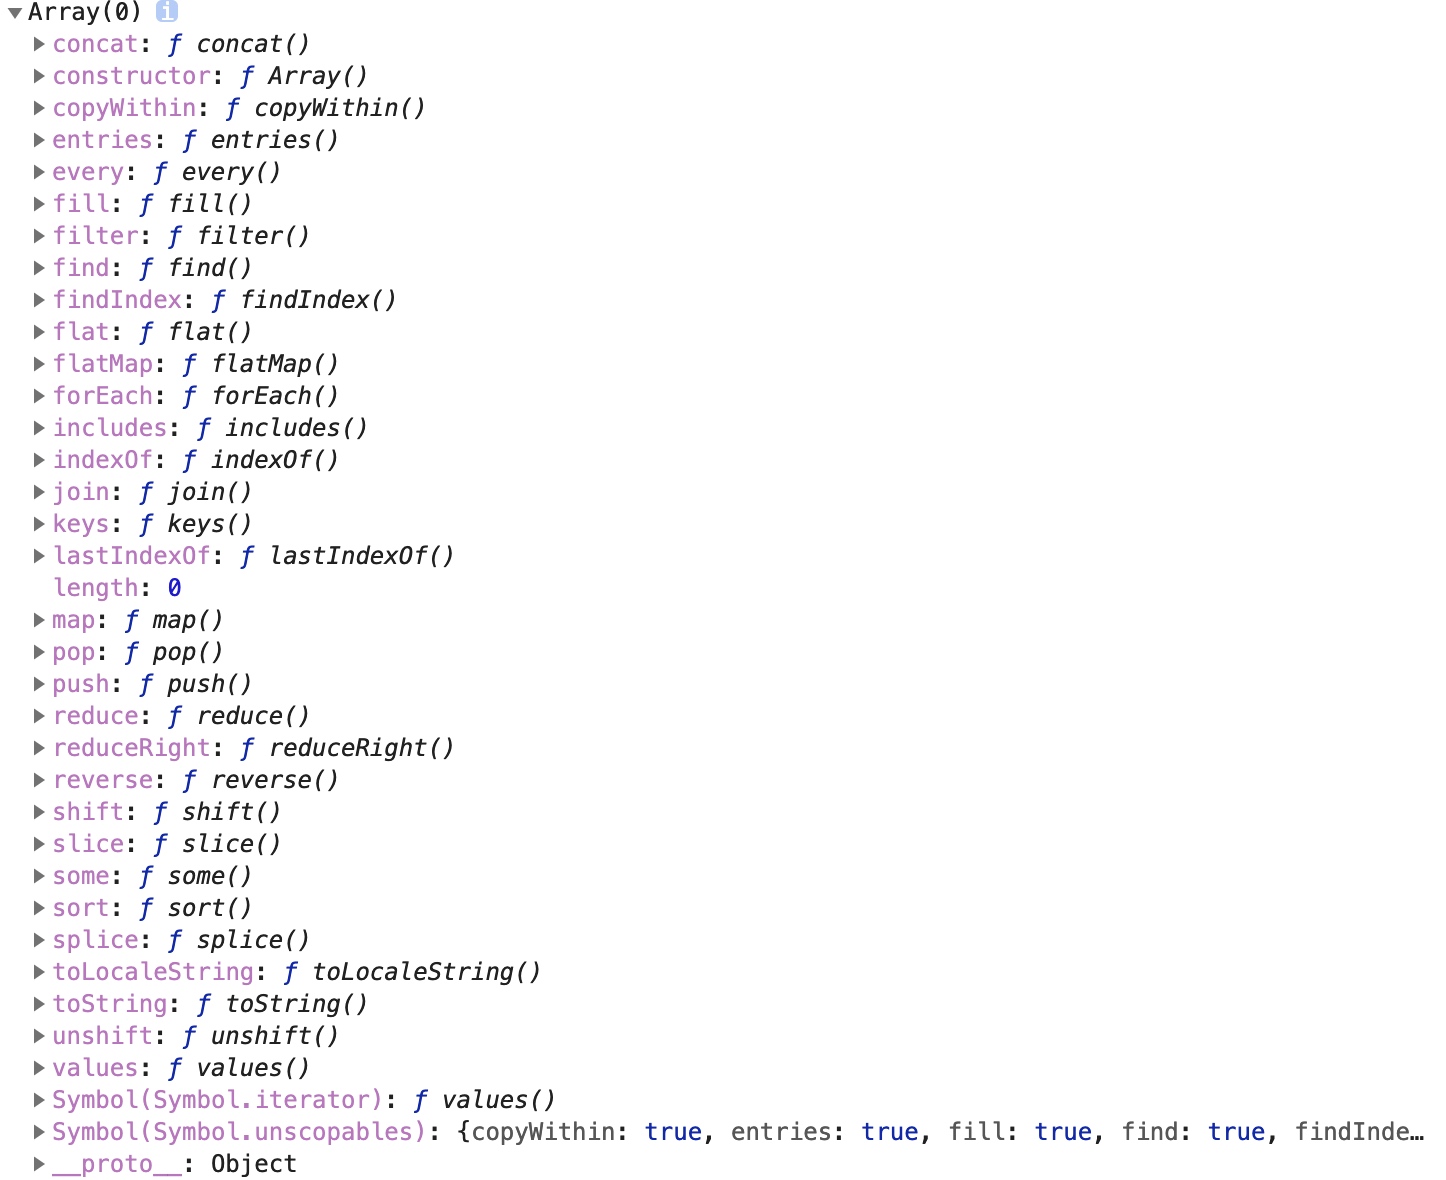 Array(0) i
concat: ƒ concat()
constructor: ƒ Array()
copyWithin: ƒ copyWithin()
entries: ƒ entries()
every: ƒ every()
fill: ƒ fill()
filter: ƒ filter()
find: ƒ find()
findIndex: ƒ findIndex()
flat: ƒ flat()
flatMap: ƒ flatMap()
forEach: ƒ forEach()
includes: ƒ includes()
indexOf: ƒ indexOf()
join: ƒ join()
keys: ƒ keys()
lastIndexOf: ƒ lastIndexOf()
length: 0
map: ƒ map()
pop: ƒ pop()
push: ƒ push()
reduce: ƒ reduce()
reduceRight: ƒ reduceRight()
reverse: ƒ reverse()
shift: ƒ shift()
slice: ƒ slice()
some: ƒ some()
sort: ƒ sort()
splice: ƒ splice()
toLocaleString: ƒ toLocaleString()
toString: ƒ toString()
unshift: ƒ unshift()
values: ƒ values()
Symbol(Symbol.iterator): ƒ values()
Symbol(Symbol.unscopables): {copyWithin: true, entries: true, fill: true, find: true, findInde…
__proto__: Object